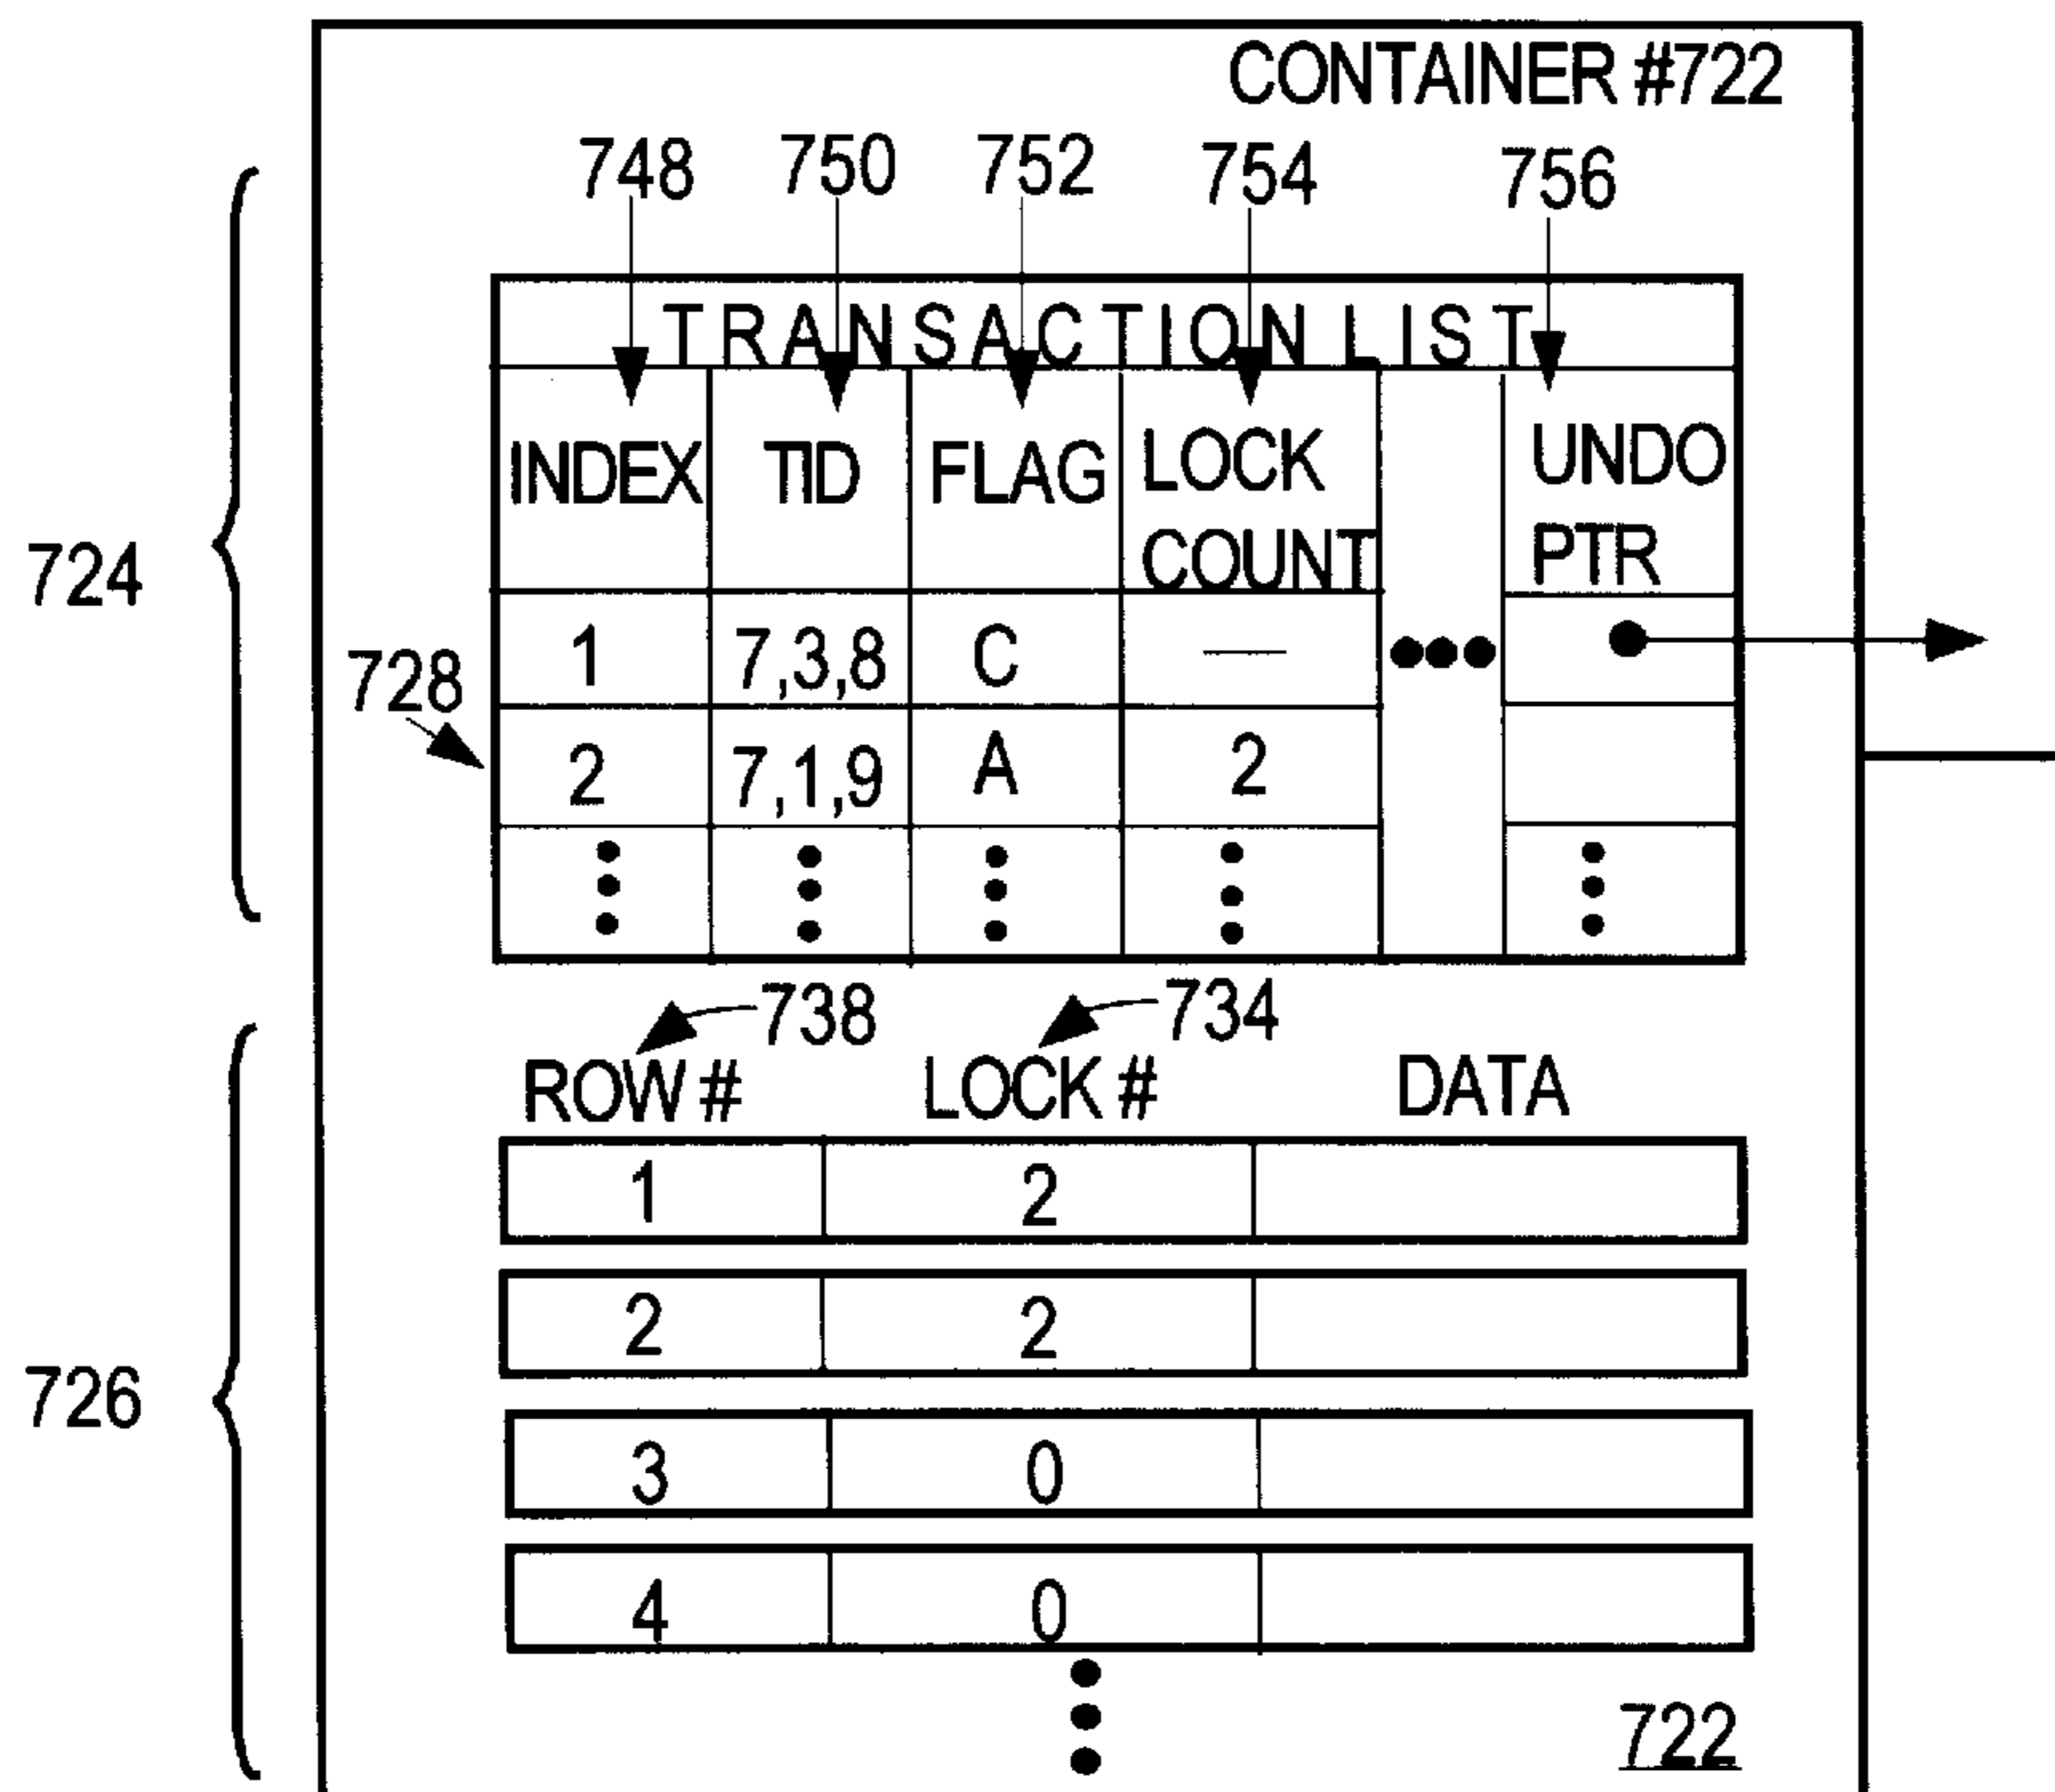 CONTAINER #722
748 750 752 754 756
TRANSACTION LIST
INDEX TID FLAG LOCK COUNT UNDO PTR
724
1 7,3,8 C —
728
2 7,1,9 A 2
738 734
ROW # LOCK # DATA
1 2
2 2
726
3 0
4 0
722